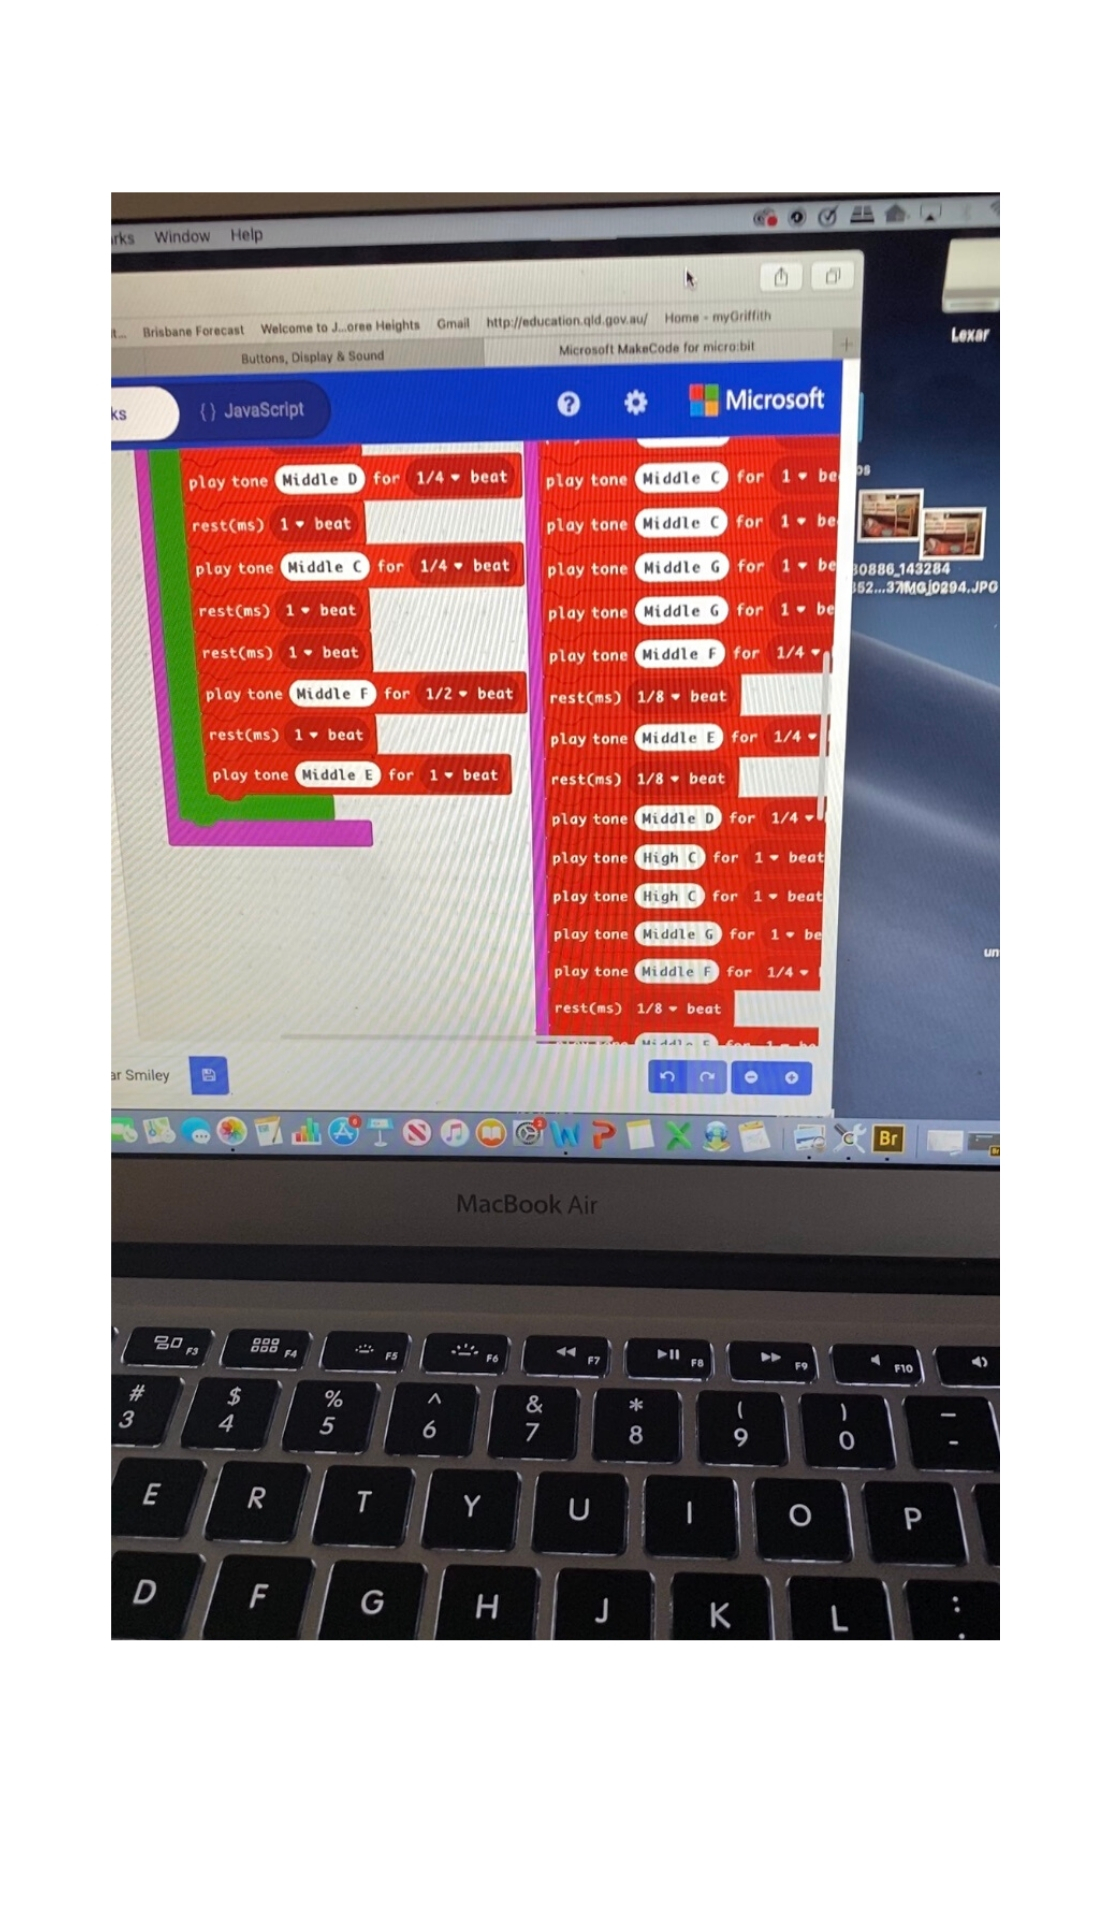 arks Window Help
Brisbane Forecast Welcome to J...oree Heights Gmail http://education.qld.gov.au/ Home - myGriffith
Buttons, Display & Sound Microsoft MakeCode for micro:bit +
Lexar
ks {} JavaScript ? Microsoft
play tone Middle D for 1/4 beat
rest(ms) 1 beat
play tone Middle C for 1/4 beat
rest(ms) 1 beat
rest(ms) 1 beat
play tone Middle F for 1/2 beat
rest(ms) 1 beat
play tone Middle E for 1 beat
play tone Middle C for 1 be
play tone Middle C for 1 be
play tone Middle G for 1 be
play tone Middle G for 1 be
play tone Middle F for 1/4
rest(ms) 1/8 beat
play tone Middle E for 1/4
rest(ms) 1/8 beat
play tone Middle D for 1/4
play tone High C for 1 beat
play tone High C for 1 beat
play tone Middle G for 1 be
play tone Middle F for 1/4
rest(ms) 1/8 beat
30886_143284
un
ar Smiley
Br
MacBook Air
F3 F4 F5 F6 F7 F8 F9 F10
# $ % ^ & * ( ) —
3 4 5 6 7 8 9 0 -
E R T Y U I O P
D F G H J K L :
;